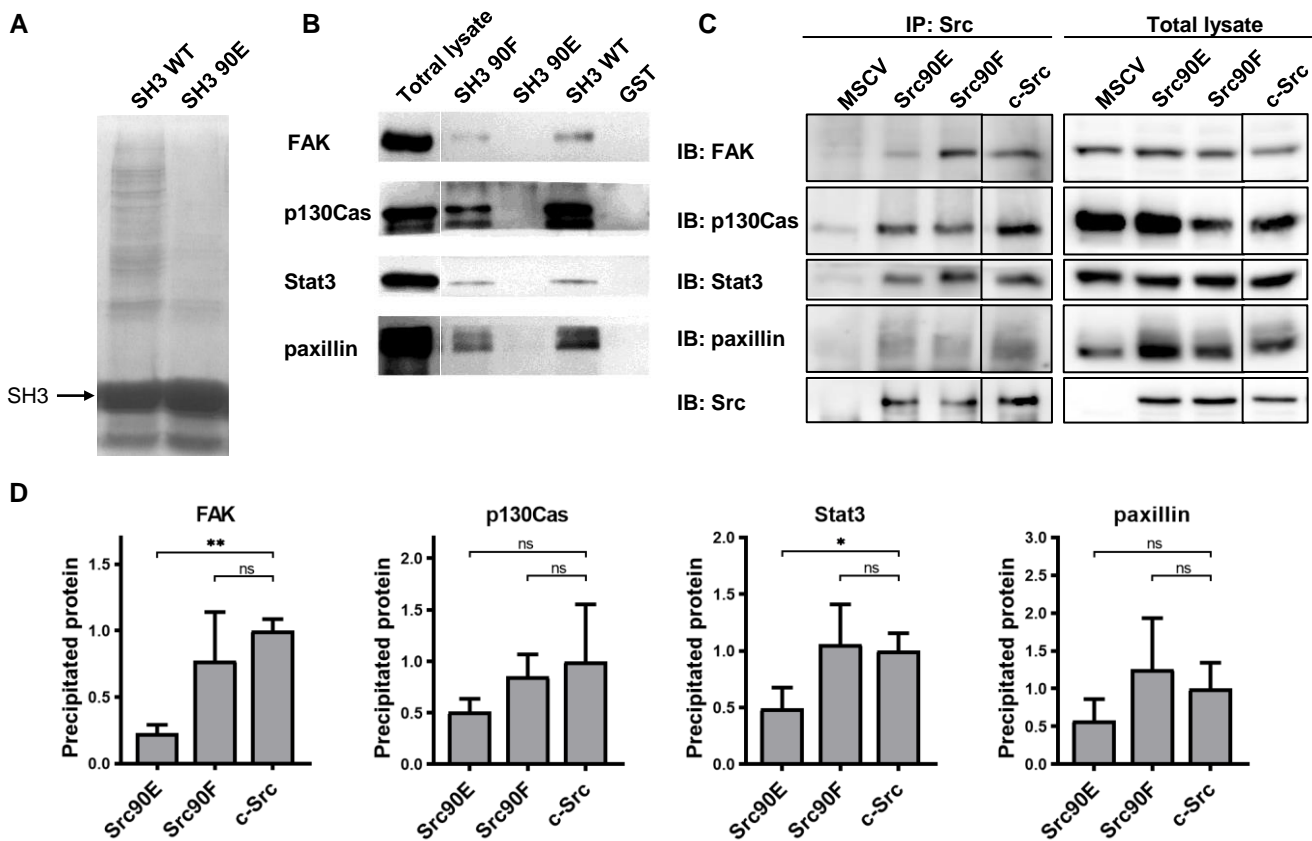 A
SH3 WT
SH3 90E
SH3
B
Totral lysate
SH3 90F
SH3 90E
SH3 WT
GST
FAK
p130Cas
Stat3
paxillin
C
IP: Src
Total lysate
MSCV
Src90E
Src90F
c-Src
MSCV
Src90E
Src90F
c-Src
IB: FAK
IB: p130Cas
IB: Stat3
IB: paxillin
IB: Src
D
FAK
Precipitated protein
1.5
1.0
0.5
0.0
**
ns
Src90E
Src90F
c-Src
p130Cas
Precipitated protein
2.0
1.5
1.0
0.5
0.0
ns
ns
Src90E
Src90F
c-Src
Stat3
Precipitated protein
2.0
1.5
1.0
0.5
0.0
*
ns
Src90E
Src90F
c-Src
paxillin
Precipitated protein
3.0
2.5
2.0
1.5
1.0
0.5
0.0
ns
ns
Src90E
Src90F
c-Src